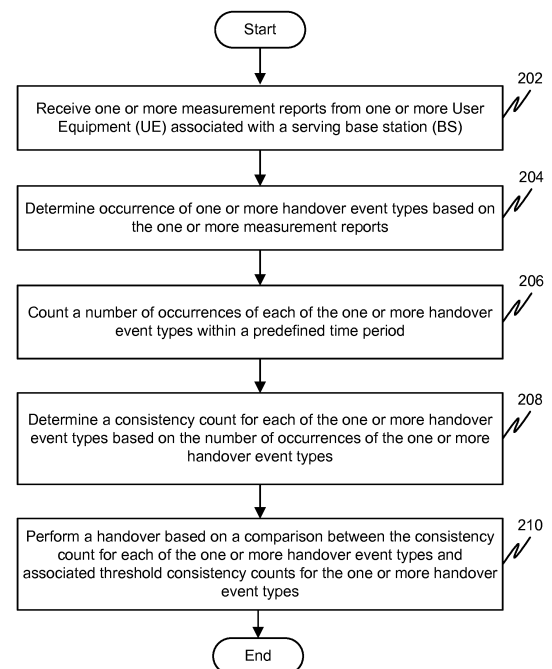 Start
202
Receive one or more measurement reports from one or more User
Equipment (UE) associated with a serving base station (BS)
204
Determine occurrence of one or more handover event types based on
the one or more measurement reports
206
Count a number of occurrences of each of the one or more handover
event types within a predefined time period
208
Determine a consistency count for each of the one or more handover
event types based on the number of occurrences of the one or more
handover event types
210
Perform a handover based on a comparison between the consistency
count for each of the one or more handover event types and
associated threshold consistency counts for the one or more handover
event types
End